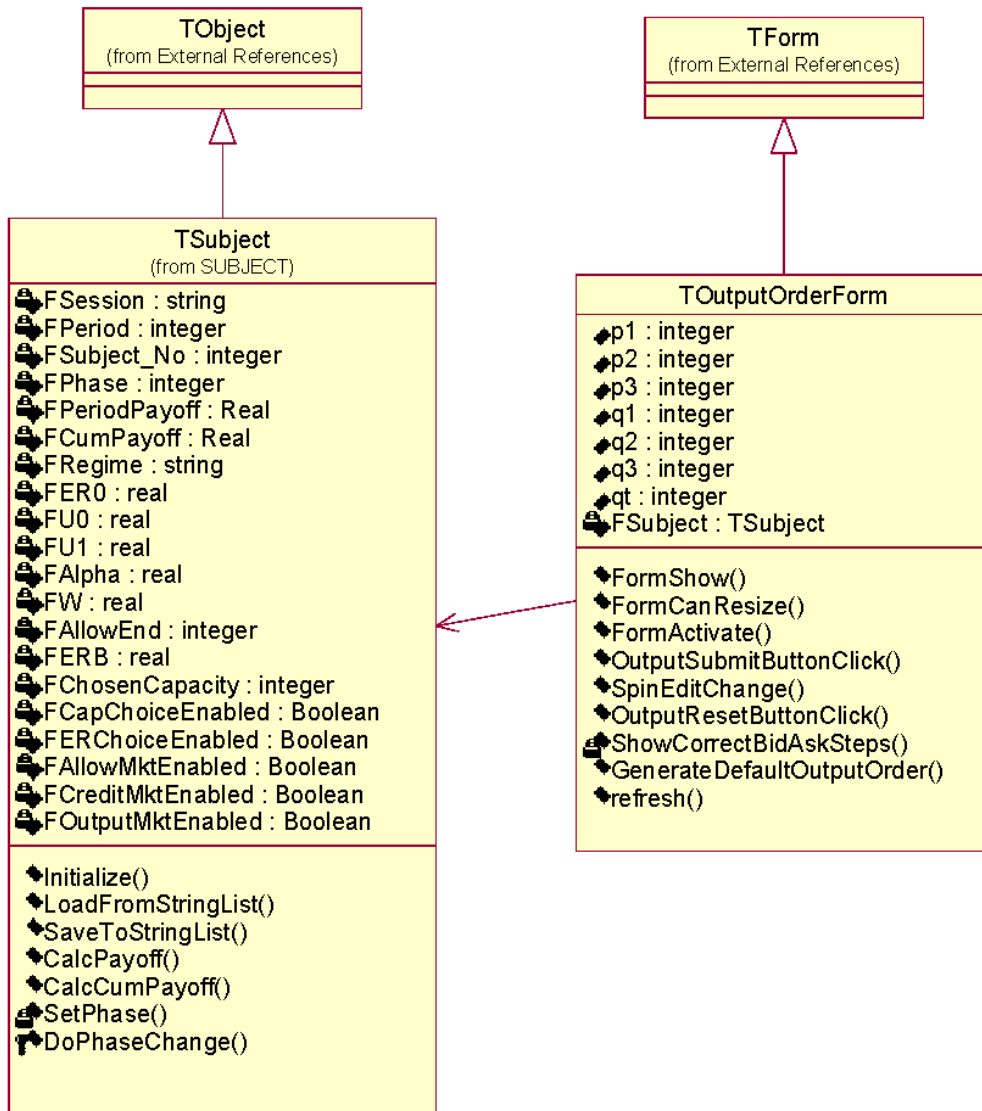 TObject
(from External References)
TForm
(from External References)
TSubject
(from SUBJECT)
FSession : string
FPeriod : integer
FSubject_No : integer
FPhase : integer
FPeriodPayoff : Real
FCumPayoff : Real
FRegime : string
FER0 : real
FU0 : real
FU1 : real
FAlpha : real
FW : real
FAllowEnd : integer
FERB : real
FChosenCapacity : integer
FCapChoiceEnabled : Boolean
FERChoiceEnabled : Boolean
FAllowMktEnabled : Boolean
FCreditMktEnabled : Boolean
FOutputMktEnabled : Boolean
Initialize()
LoadFromStringList()
SaveToStringList()
CalcPayoff()
CalcCumPayoff()
SetPhase()
DoPhaseChange()
TOutputOrderForm
p1 : integer
p2 : integer
p3 : integer
q1 : integer
q2 : integer
q3 : integer
qt : integer
FSubject : TSubject
FormShow()
FormCanResize()
FormActivate()
OutputSubmitButtonClick()
SpinEditChange()
OutputResetButtonClick()
ShowCorrectBidAskSteps()
GenerateDefaultOutputOrder()
refresh()